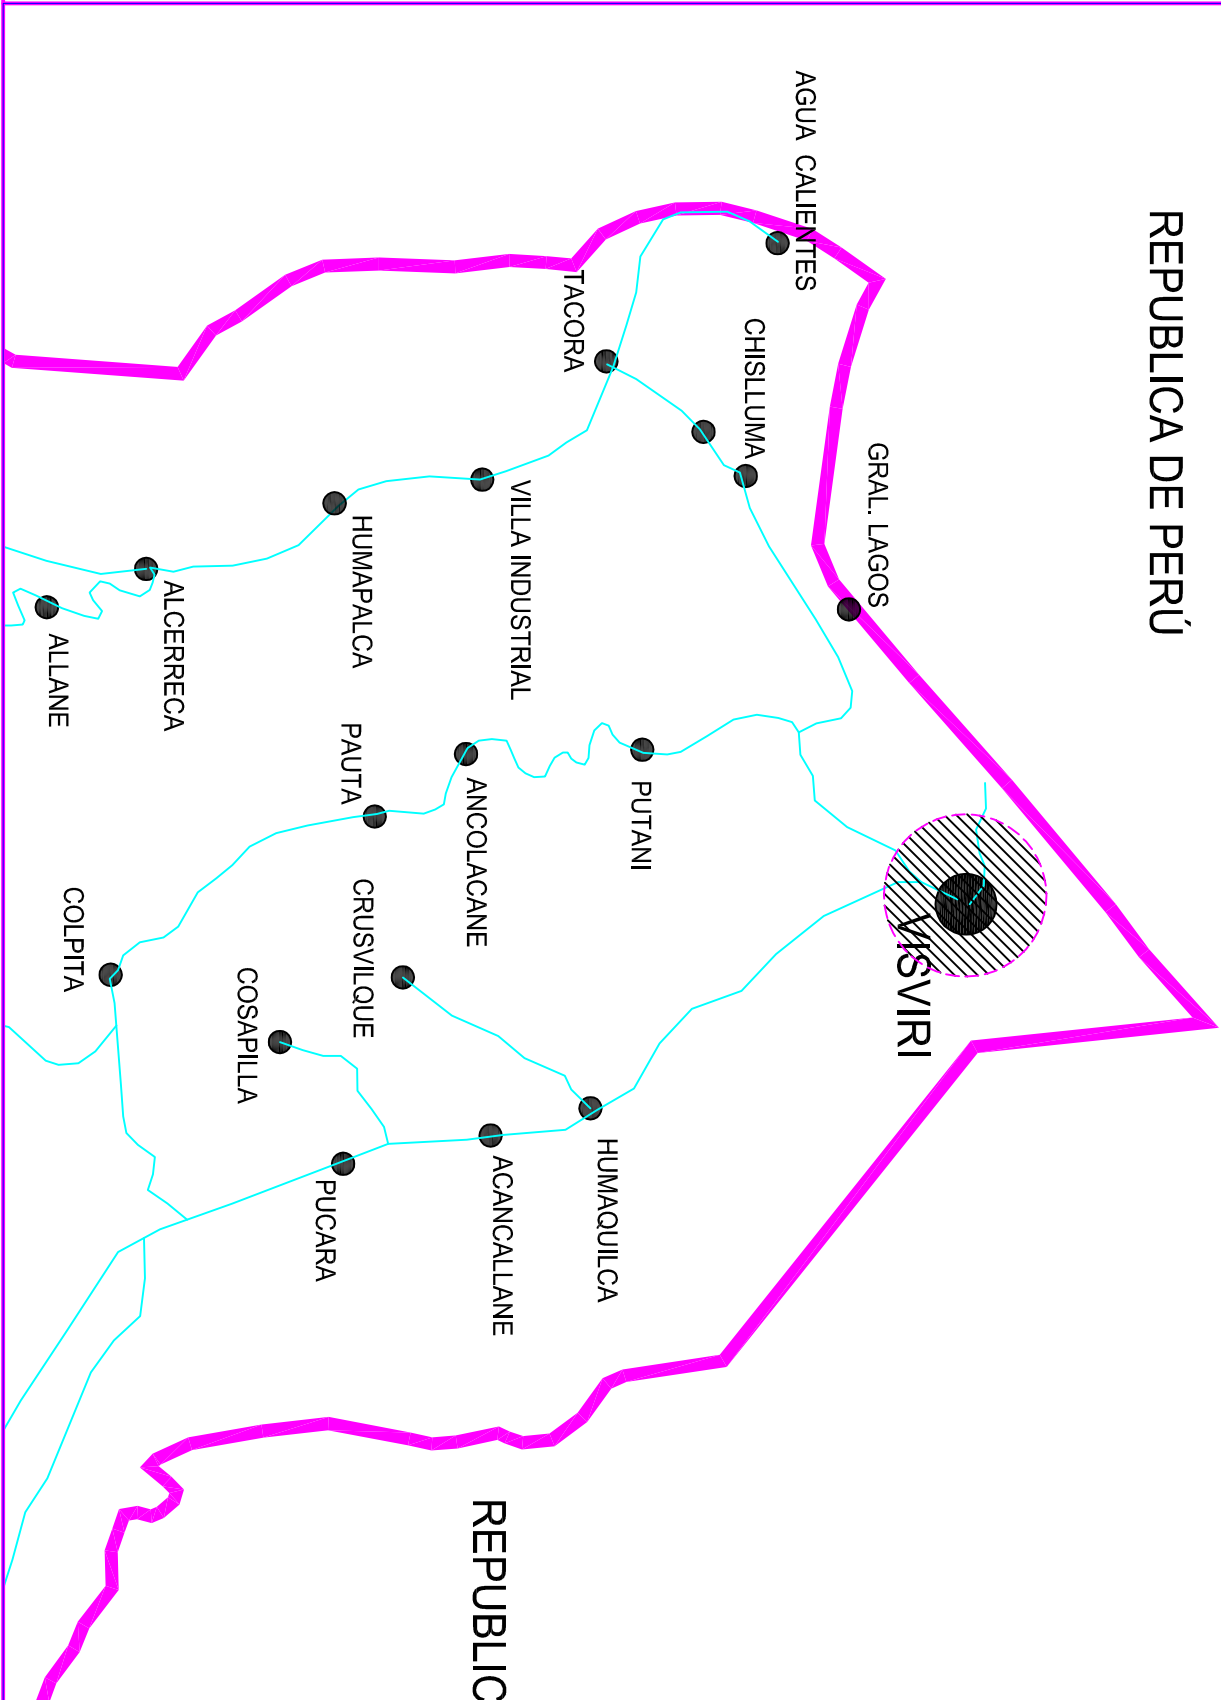 REPUBLICA DE PERÚ
VISVIRI
GRAL. LAGOS
AGUA CALIENTES
CHISLLUMA
TACORA
PUTANI
HUMAQUILCA
VILLA INDUSTRIAL
ACANCALLANE
REPUBLIC
ANCOLACANE
HUMAPALCA
CRUSVILQUE
PAUTA
PUCARA
COSAPILLA
ALCERRECA
COLPITA
ALLANE